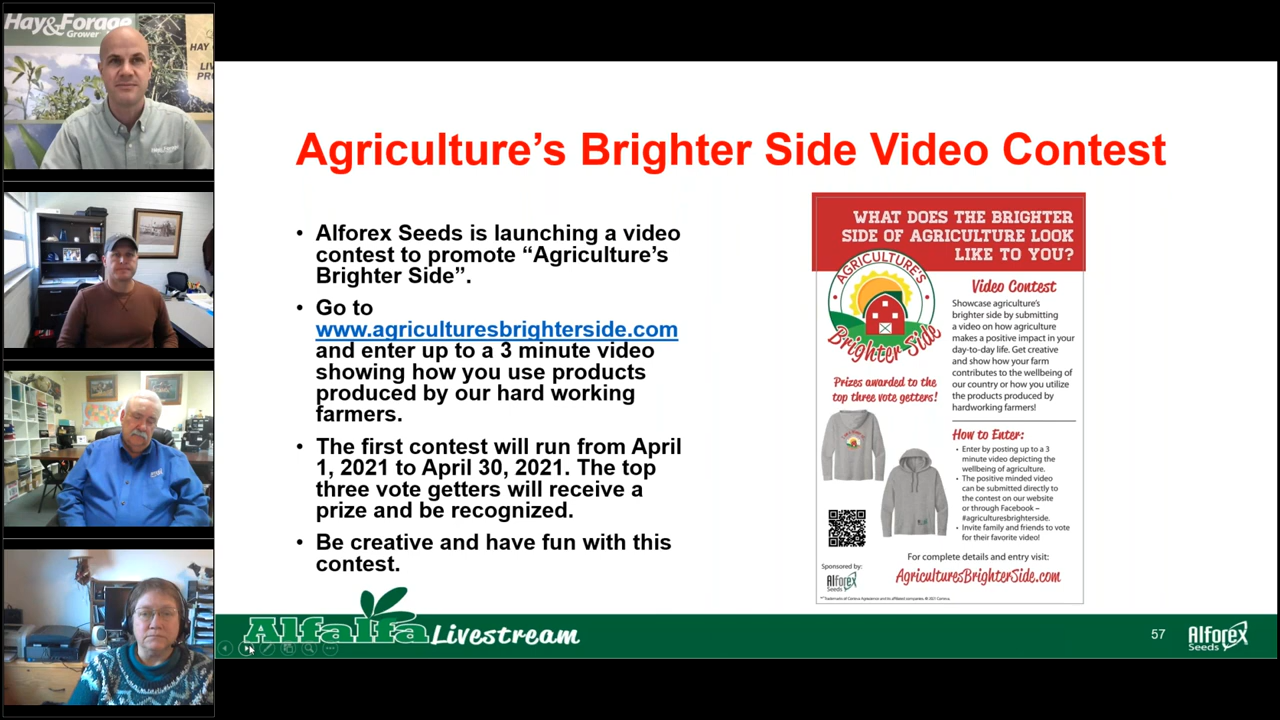 Hay&Forage
Grower
HAY
Agriculture’s Brighter Side Video Contest
• Alforex Seeds is launching a video
contest to promote “Agriculture’s
Brighter Side”.
• Go to
www.agriculturesbrighterside.com
and enter up to a 3 minute video
showing how you use products
produced by our hard working
farmers.
• The first contest will run from April
1, 2021 to April 30, 2021. The top
three vote getters will receive a
prize and be recognized.
• Be creative and have fun with this
contest.
WHAT DOES THE BRIGHTER
SIDE OF AGRICULTURE LOOK
LIKE TO YOU?
AGRICULTURE'S
Brighter Side
Prizes awarded to the
top three vote getters!
Video Contest
Showcase agriculture's
brighter side by submitting
a video on how agriculture
makes a positive impact in your
day-to-day life. Get creative
and show how your farm
contributes to the wellbeing of
our country or how you utilize
the products produced by
hardworking farmers!
How to Enter:
• Enter by posting up to a 3
minute video depicting the
wellbeing of agriculture.
• The positive minded video
can be submitted directly to
the contest on our website
or through Facebook –
#agriculturesbrighterside.
• Invite family and friends to vote
for their favorite video!
For complete details and entry visit:
AgriculturesBrighterSide.com
Sponsored by:
Alforex
Seeds
Alfalfa Livestream
57
Alforex
Seeds